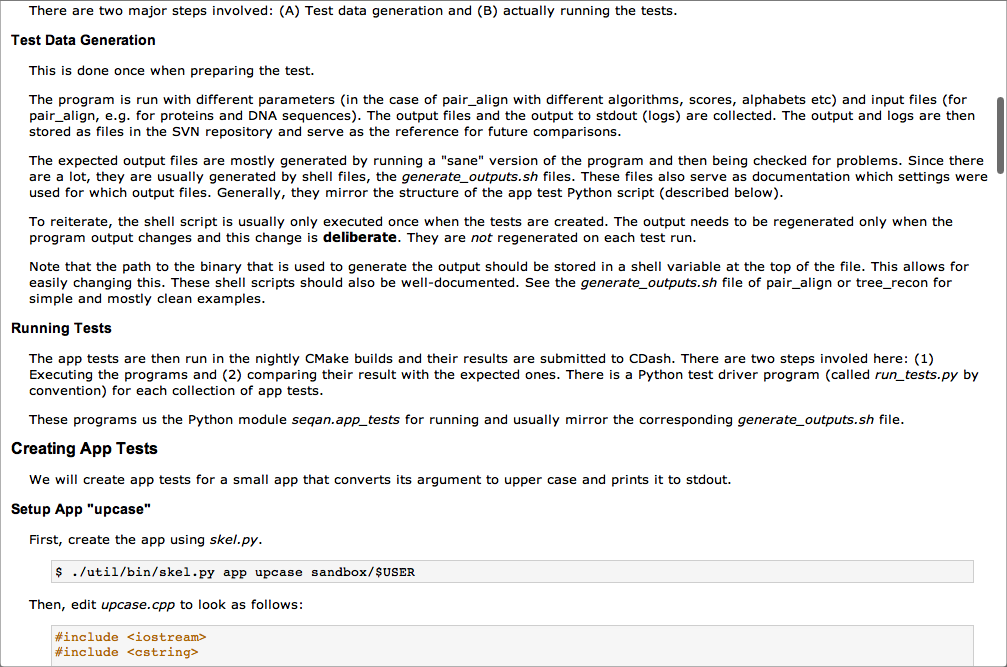 There are two major steps involved: (A) Test data generation and (B) actually running the tests.
Test Data Generation
This is done once when preparing the test.
The program is run with different parameters (in the case of pair_align with different algorithms, scores, alphabets etc) and input files (for
pair_align, e.g. for proteins and DNA sequences). The output files and the output to stdout (logs) are collected. The output and logs are then
stored as files in the SVN repository and serve as the reference for future comparisons.
The expected output files are mostly generated by running a "sane" version of the program and then being checked for problems. Since there
are a lot, they are usually generated by shell files, the generate_outputs.sh files. These files also serve as documentation which settings were
used for which output files. Generally, they mirror the structure of the app test Python script (described below).
To reiterate, the shell script is usually only executed once when the tests are created. The output needs to be regenerated only when the
program output changes and this change is deliberate. They are not regenerated on each test run.
Note that the path to the binary that is used to generate the output should be stored in a shell variable at the top of the file. This allows for
easily changing this. These shell scripts should also be well-documented. See the generate_outputs.sh file of pair_align or tree_recon for
simple and mostly clean examples.
Running Tests
The app tests are then run in the nightly CMake builds and their results are submitted to CDash. There are two steps involed here: (1)
Executing the programs and (2) comparing their result with the expected ones. There is a Python test driver program (called run_tests.py by
convention) for each collection of app tests.
These programs us the Python module seqan.app_tests for running and usually mirror the corresponding generate_outputs.sh file.
Creating App Tests
We will create app tests for a small app that converts its argument to upper case and prints it to stdout.
Setup App "upcase"
First, create the app using skel.py.
$ ./util/bin/skel.py app upcase sandbox/$USER
Then, edit upcase.cpp to look as follows:
#include <iostream>
#include <cstring>